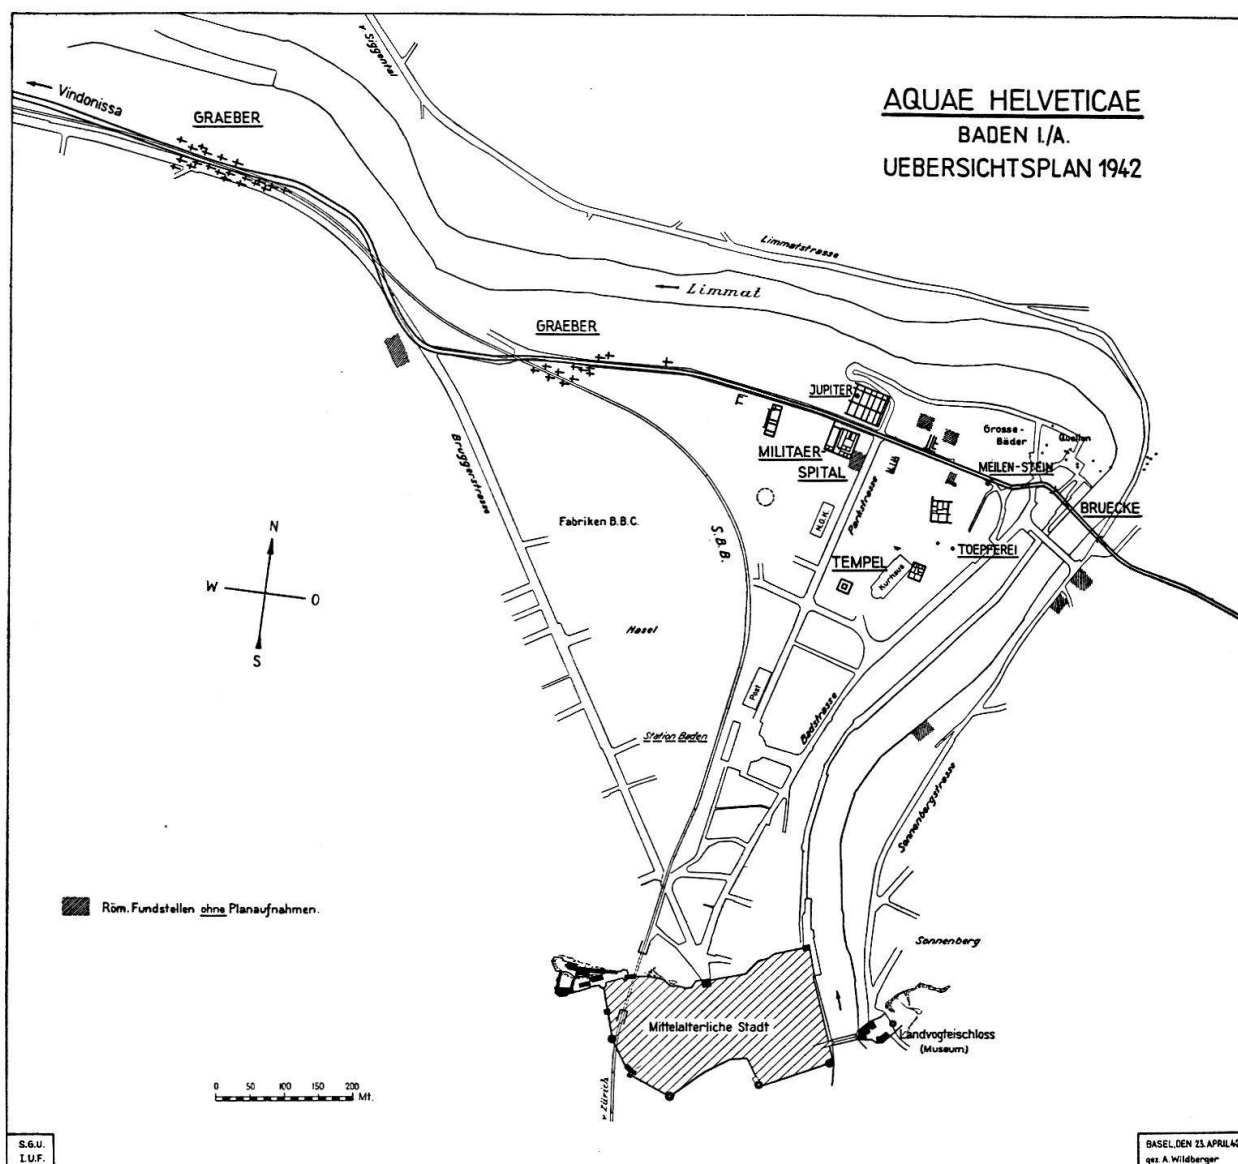 AQUAE HELVETICAE
BADEN I./A.
UEBERSICHTSPLAN 1942
v Siggental
Vindonissa
GRAEBER
Limmatstrasse
Limmat
GRAEBER
JUPITER
Grosse-
Bäder
Quellen
MILITAER-
SPITAL
MEILEN-STEIN
BRUECKE
Bruggerstrasse
Parkstrasse
N.O.K.
Fabriken B.B.C.
S.B.B.
TOEPFEREI
TEMPEL
Kurhaus
N
W
O
S
Hasel
Post
Badstrasse
Station Baden
Sonnenbergstrasse
Röm. Fundstellen ohne Planaufnahmen.
Sonnenberg
Mittelalterliche Stadt
Landvogteischloss
(Museum)
0 50 100 150 200 Mt.
v Zürich
S.G.U.
I.U.F.
BASEL, DEN 23. APRIL 42
gez. A. Wildberger